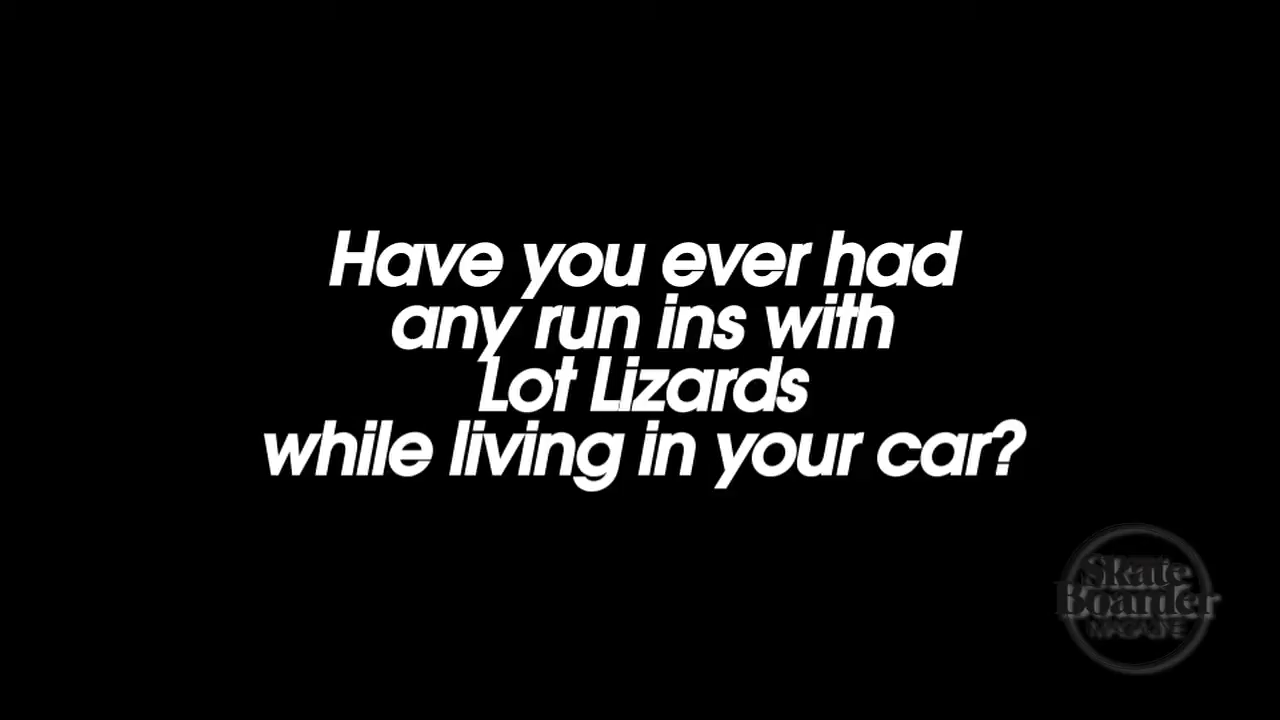 Have you ever had
any run ins with
Lot Lizards
while living in your car?
Skate
Boarder
MAGAZINE